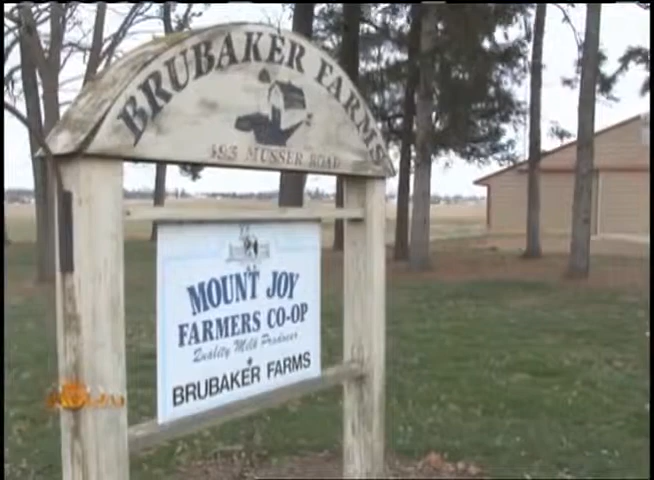 BRUBAKER FARMS
493 MUSSER ROAD
MOUNT JOY
FARMERS CO-OP
Quality Milk Producer
BRUBAKER FARMS